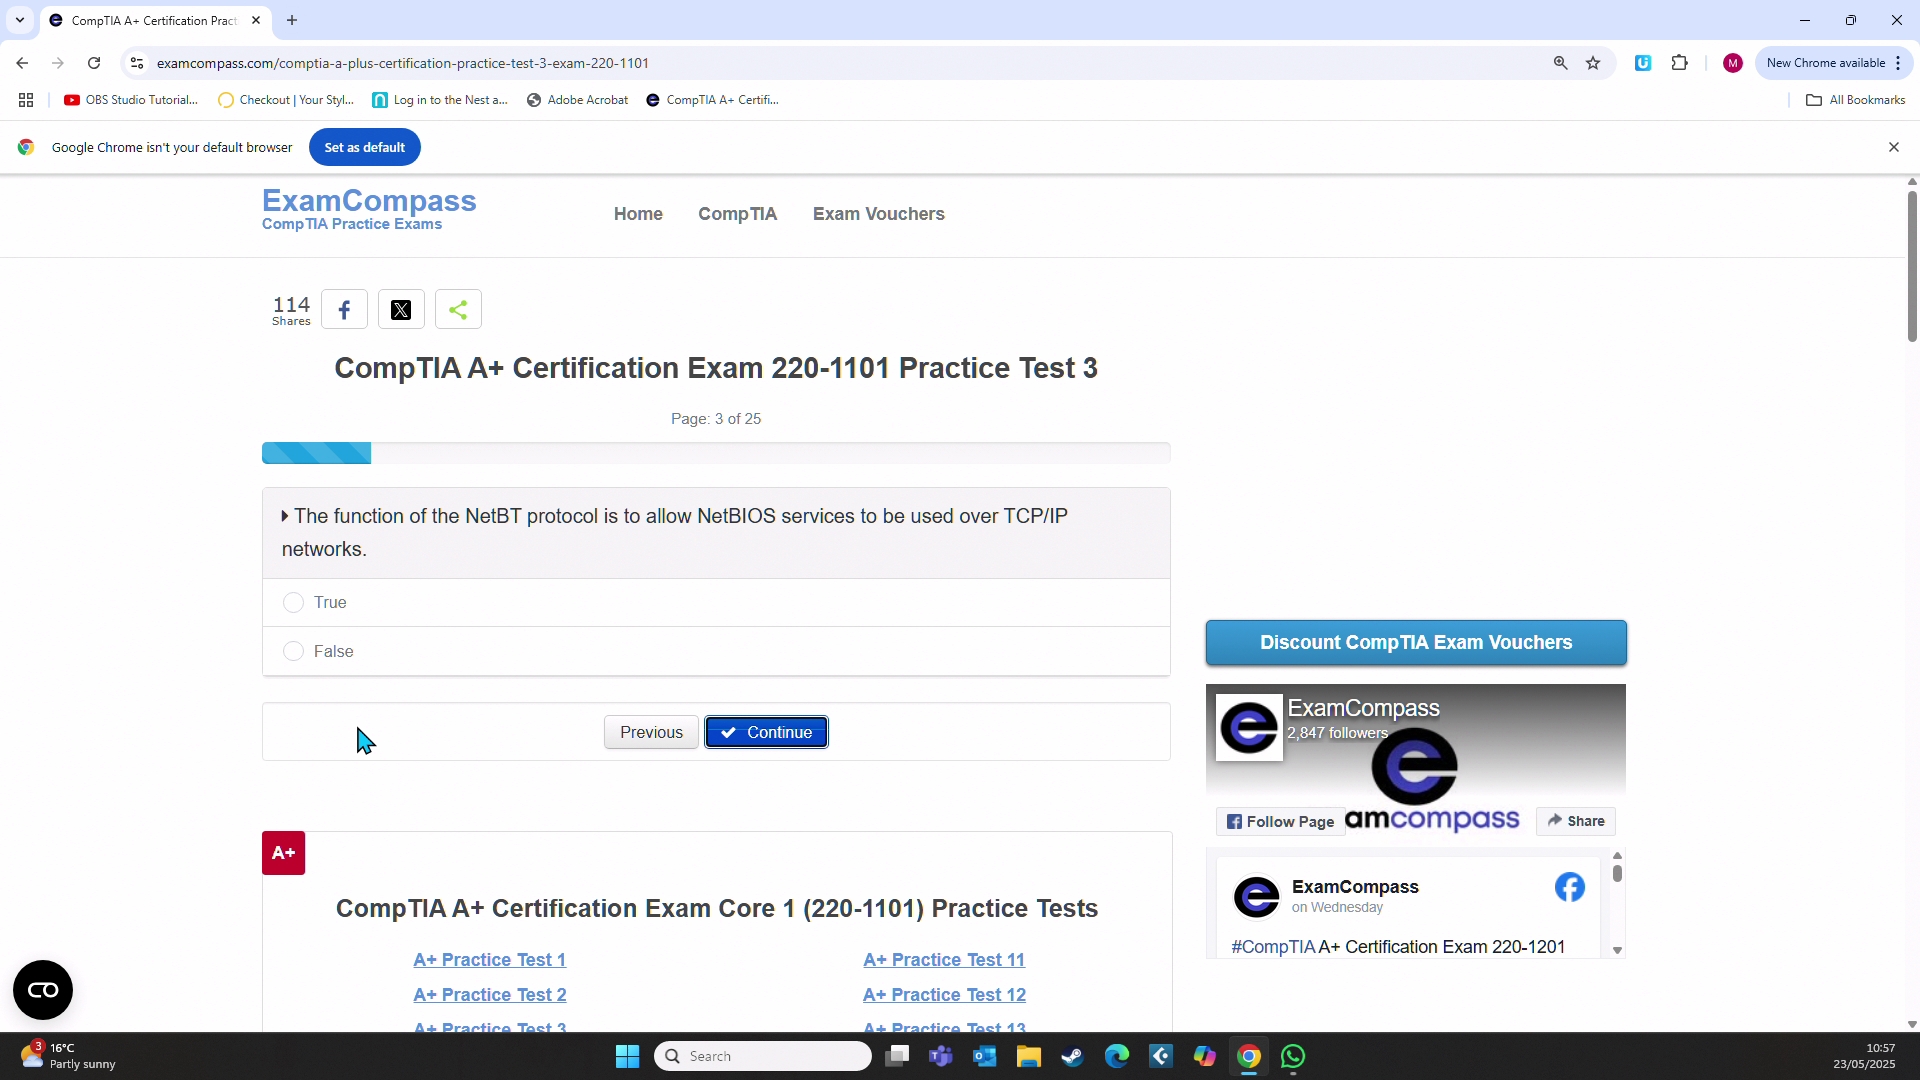 CompTIA A+ Certification Pract
examcompass.com/comptia-a-plus-certification-practice-test-3-exam-220-1101
M
New Chrome available
OBS Studio Tutorial...
Checkout | Your Styl...
Log in to the Nest a...
Adobe Acrobat
CompTIA A+ Certifi...
All Bookmarks
Google Chrome isn't your default browser
Set as default
ExamCompass
CompTIA Practice Exams
Home
CompTIA
Exam Vouchers
114
Shares
CompTIA A+ Certification Exam 220-1101 Practice Test 3
Page: 3 of 25
The function of the NetBT protocol is to allow NetBIOS services to be used over TCP/IP
networks.
True
False
Previous
Continue
Discount CompTIA Exam Vouchers
ExamCompass
2,847 followers
Follow Page
amcompass
Share
ExamCompass
on Wednesday
#CompTIA A+ Certification Exam 220-1201
A+
CompTIA A+ Certification Exam Core 1 (220-1101) Practice Tests
A+ Practice Test 1
A+ Practice Test 11
A+ Practice Test 2
A+ Practice Test 12
A+ Practice Test 3
A+ Practice Test 13
3
16°C
Partly sunny
Search
10:57
23/05/2025